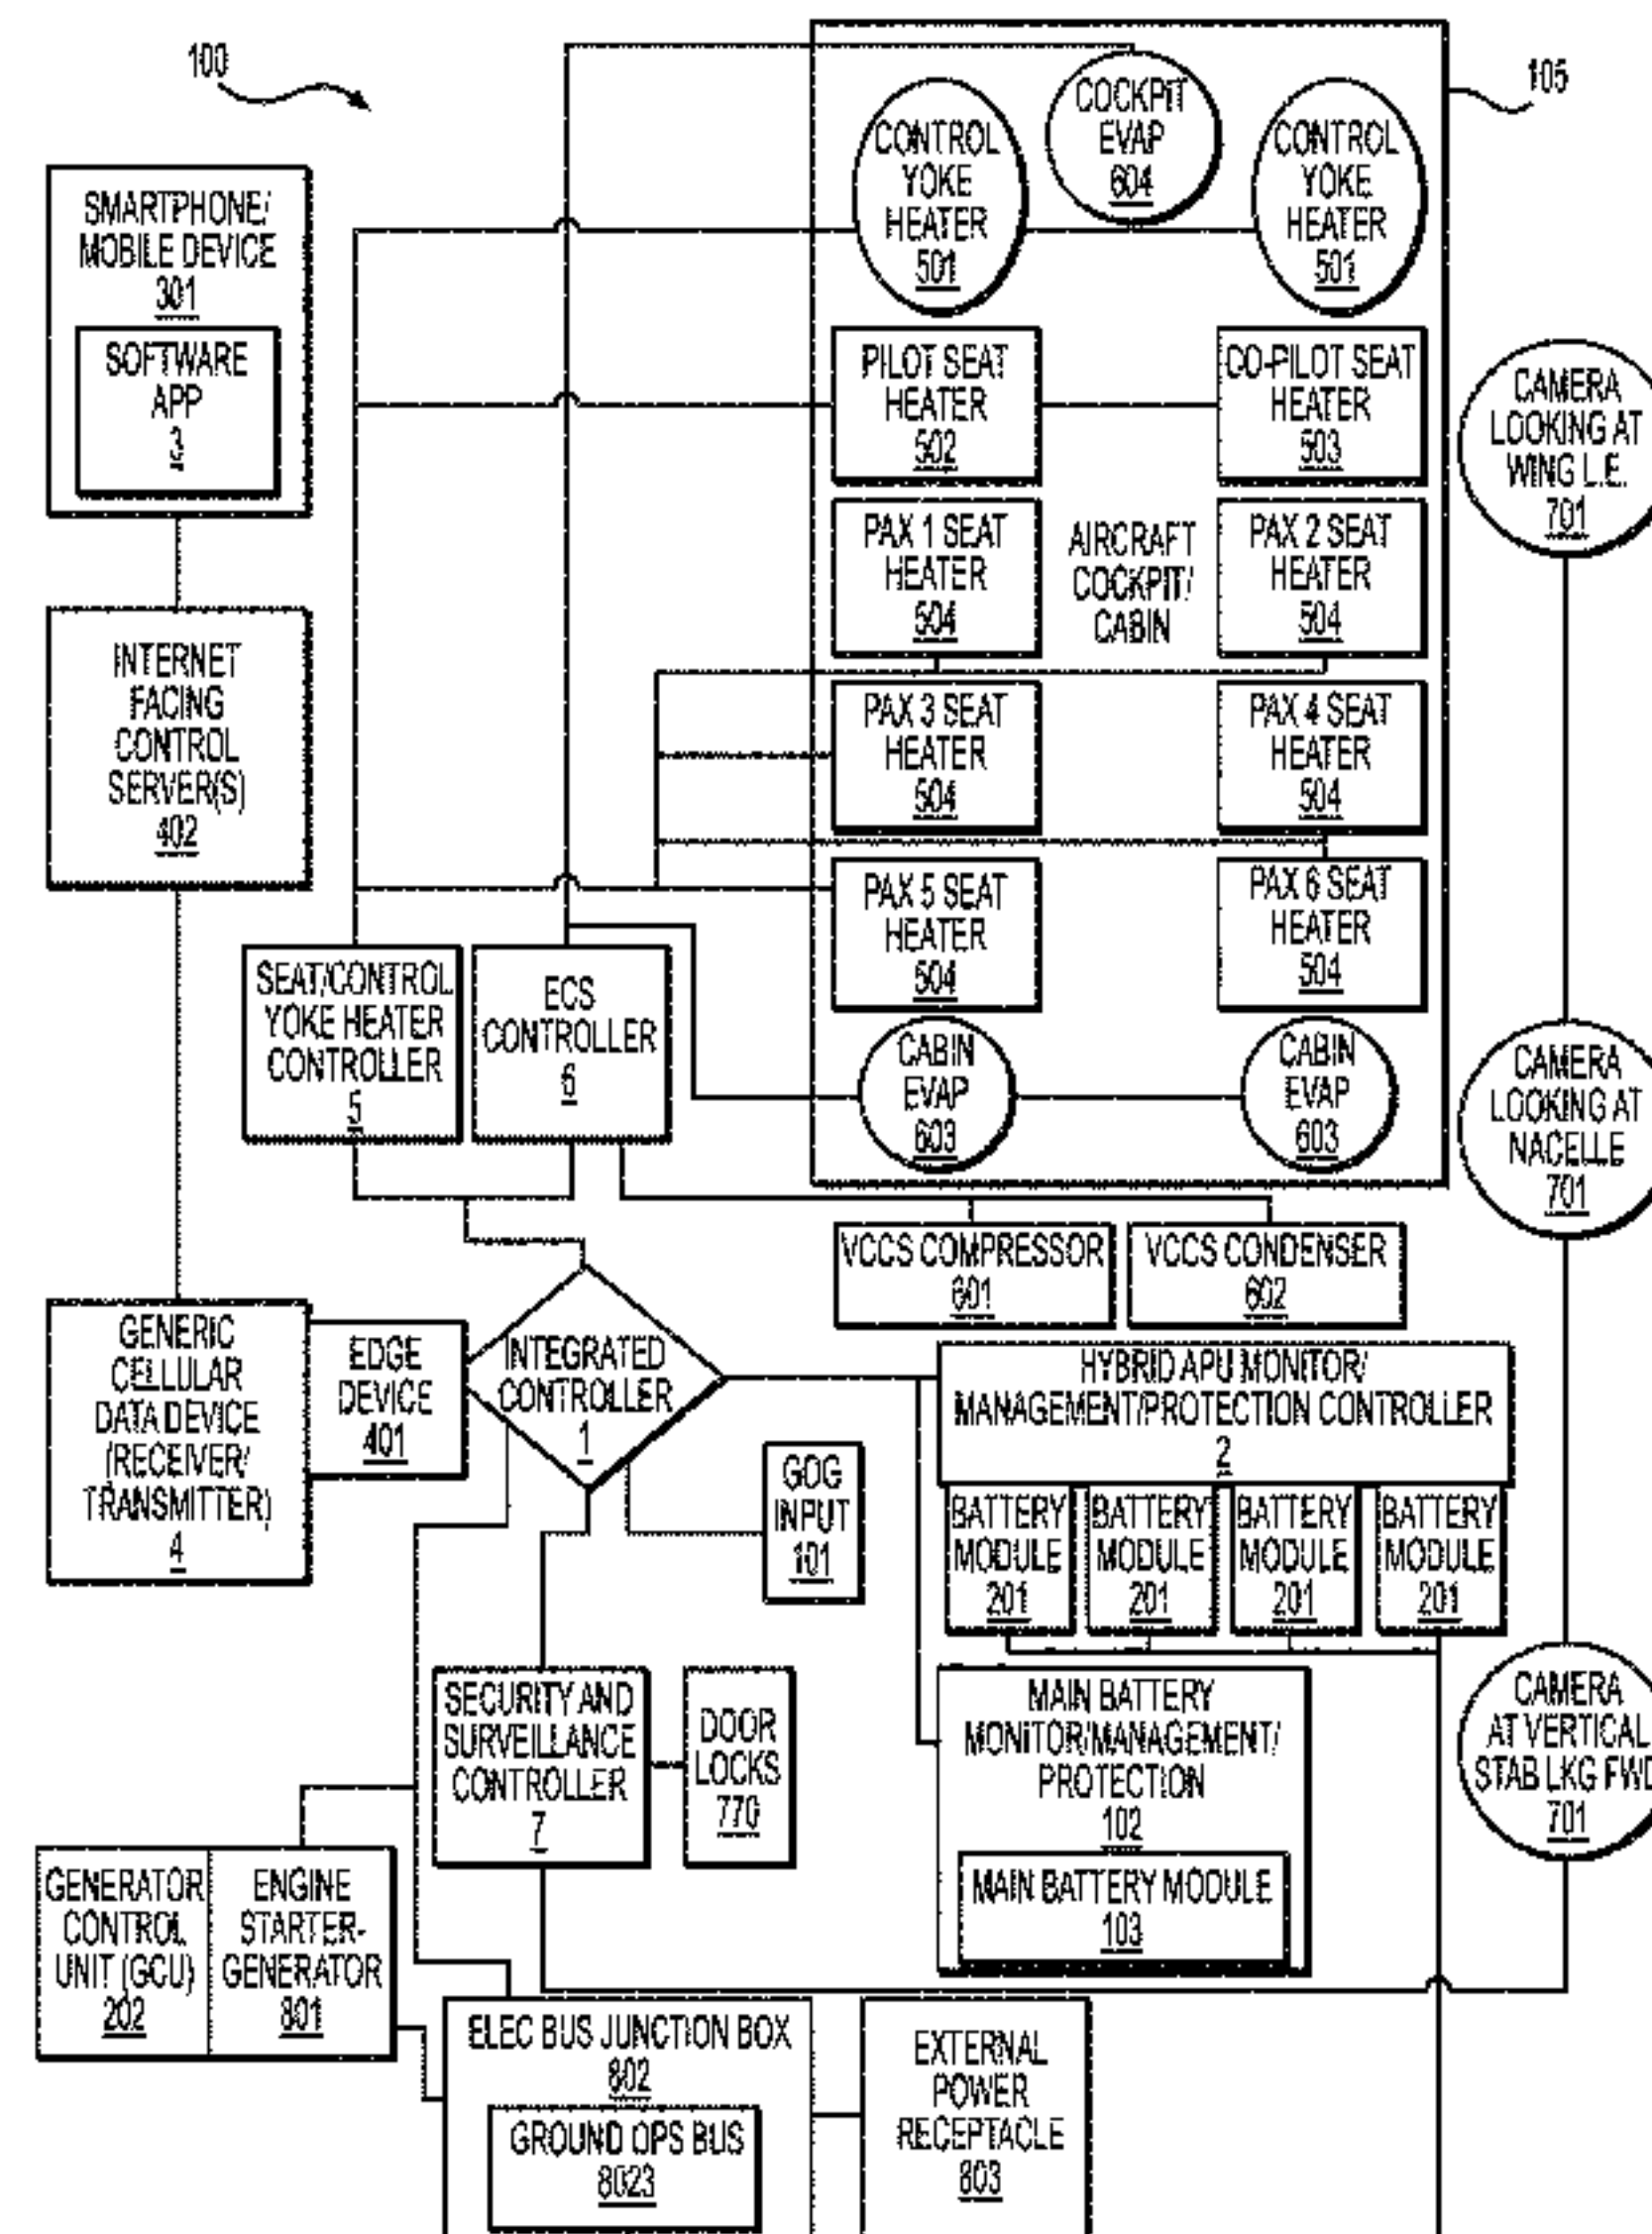 100
105
COCKPIT
EVAP
604
CONTROL
YOKE
HEATER
501
CONTROL
YOKE
HEATER
501
SMARTPHONE/
MOBILE DEVICE
301
SOFTWARE
APP
3
PILOT SEAT
HEATER
502
CO-PILOT SEAT
HEATER
503
CAMERA
LOOKING AT
WING L.E.
701
PAX 1 SEAT
HEATER
504
AIRCRAFT
COCKPIT/
CABIN
PAX 2 SEAT
HEATER
504
INTERNET
FACING
CONTROL
SERVER(S)
402
PAX 3 SEAT
HEATER
504
PAX 4 SEAT
HEATER
504
PAX 5 SEAT
HEATER
504
PAX 6 SEAT
HEATER
504
SEAT/CONTROL
YOKE HEATER
CONTROLLER
5
ECS
CONTROLLER
6
CABIN
EVAP
603
CABIN
EVAP
603
CAMERA
LOOKING AT
NACELLE
701
VCCS COMPRESSOR
601
VCCS CONDENSER
602
GENERIC
CELLULAR
DATA DEVICE
(RECEIVER/
TRANSMITTER)
4
EDGE
DEVICE
401
INTEGRATED
CONTROLLER
1
HYBRID APU MONITOR/
MANAGEMENT/PROTECTION CONTROLLER
2
GOG
INPUT
101
BATTERY
MODULE
201
BATTERY
MODULE
201
BATTERY
MODULE
201
BATTERY
MODULE
201
SECURITY AND
SURVEILLANCE
CONTROLLER
7
DOOR
LOCKS
770
MAIN BATTERY
MONITOR/MANAGEMENT/
PROTECTION
102
MAIN BATTERY MODULE
103
CAMERA
AT VERTICAL
STAB LKG FWD
701
GENERATOR
CONTROL
UNIT (GCU)
202
ENGINE
STARTER-
GENERATOR
801
ELEC BUS JUNCTION BOX
802
GROUND OPS BUS
8023
EXTERNAL
POWER
RECEPTACLE
803